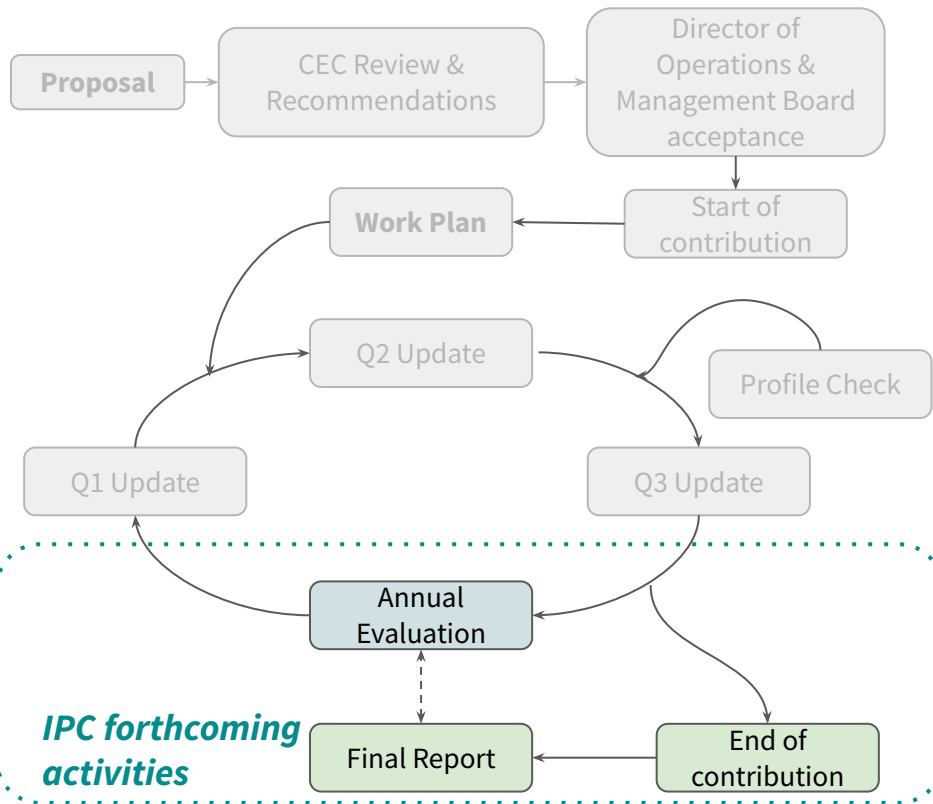 Proposal
CEC Review &
Recommendations
Director of
Operations &
Management Board
acceptance
Work Plan
Start of
contribution
Q2 Update
Profile Check
Q1 Update
Q3 Update
Annual
Evaluation
IPC forthcoming
activities
Final Report
End of
contribution